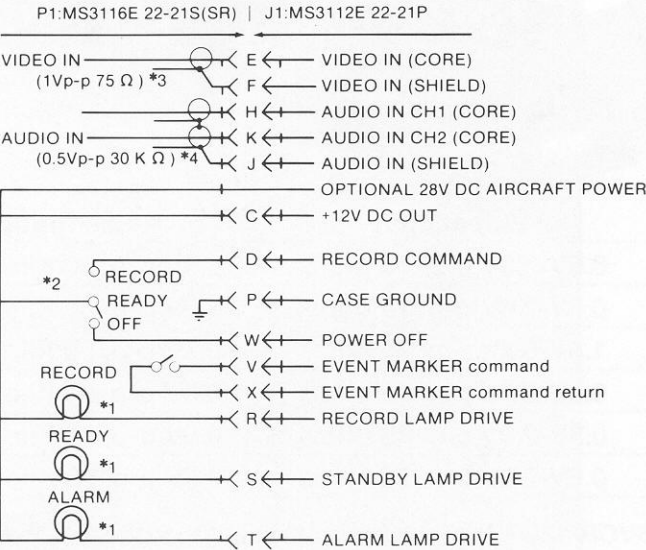 P1:MS3116E 22-21S(SR) | J1:MS3112E 22-21P
VIDEO IN E VIDEO IN (CORE)
(1Vp-p 75 Ω) *3 F VIDEO IN (SHIELD)
H AUDIO IN CH1 (CORE)
AUDIO IN K AUDIO IN CH2 (CORE)
(0.5Vp-p 30 K Ω) *4 J AUDIO IN (SHIELD)
OPTIONAL 28V DC AIRCRAFT POWER
C +12V DC OUT
D RECORD COMMAND
*2 RECORD
READY P CASE GROUND
OFF
W POWER OFF
V EVENT MARKER command
RECORD
X EVENT MARKER command return
*1 R RECORD LAMP DRIVE
READY
*1 S STANDBY LAMP DRIVE
ALARM
*1 T ALARM LAMP DRIVE